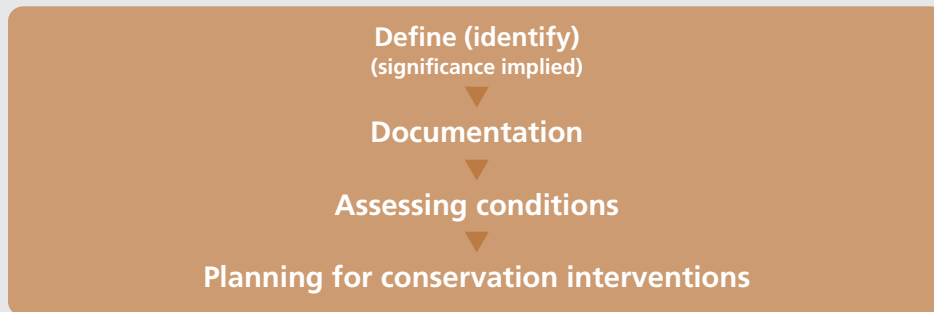 Define (identify)
(significance implied)
Documentation
Assessing conditions
Planning for conservation interventions